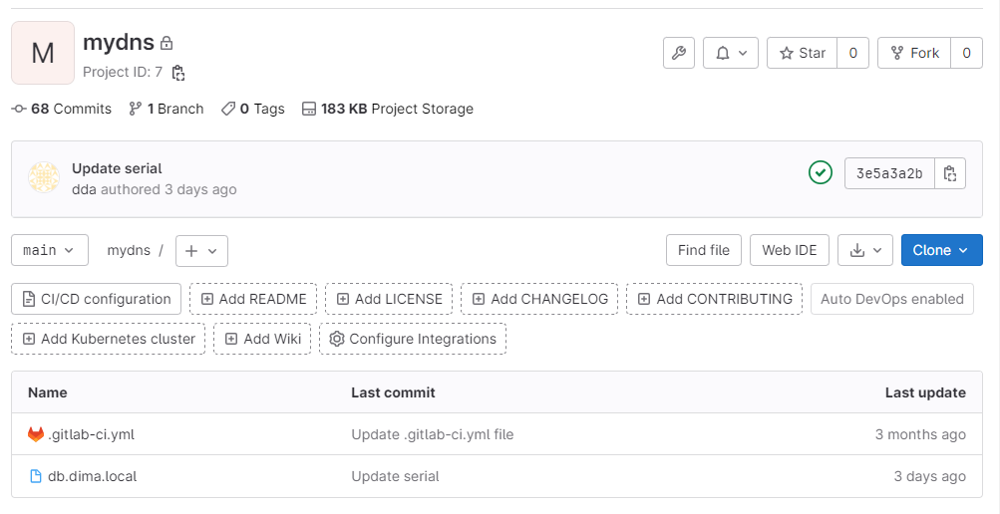 M
mydns
Project ID: 7
Star 0
Fork 0
68 Commits 1 Branch 0 Tags 183 KB Project Storage
Update serial
dda authored 3 days ago
3e5a3a2b
main mydns /
Find file Web IDE Clone
CI/CD configuration Add README Add LICENSE Add CHANGELOG Add CONTRIBUTING Auto DevOps enabled
Add Kubernetes cluster Add Wiki Configure Integrations
Name Last commit Last update
.gitlab-ci.yml Update .gitlab-ci.yml file 3 months ago
db.dima.local Update serial 3 days ago